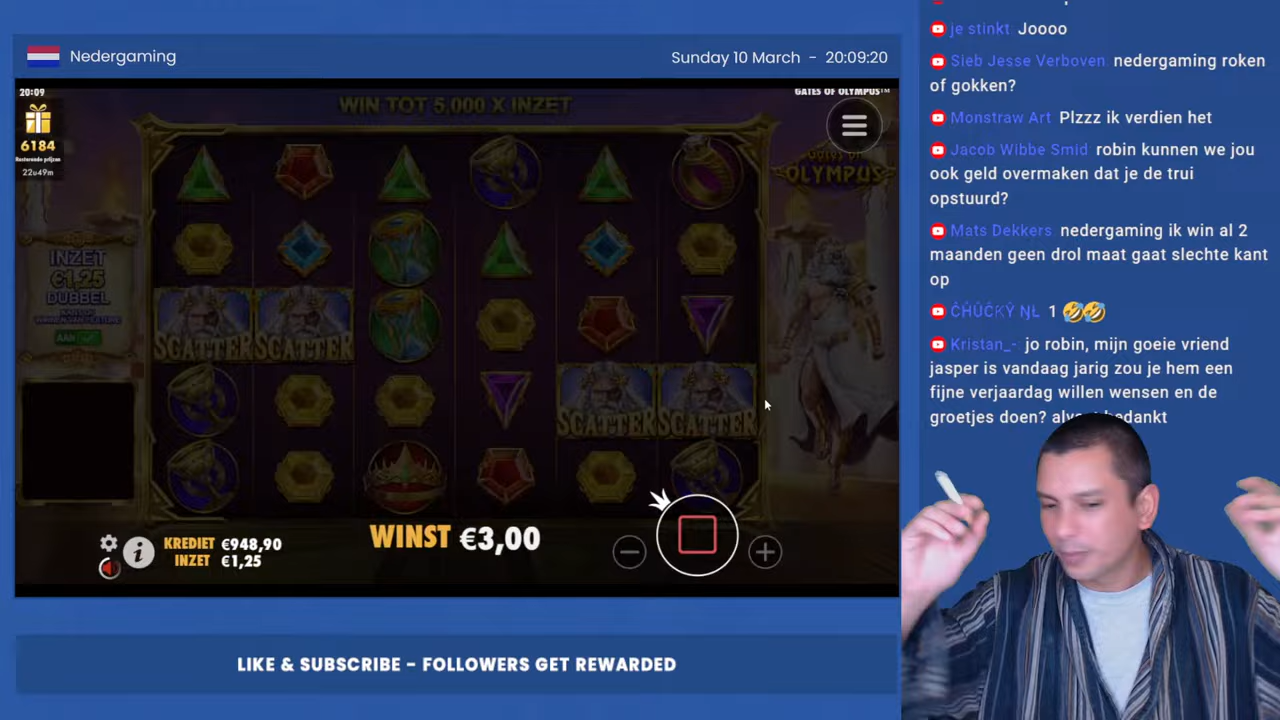 Nedergaming
Sunday 10 March - 20:09:20
20:09
WIN TOT 5,000 X INZET
GATES OF OLYMPUS™
6184
22u49m
OLYMPUS
INZET
€1,25
DUBBEL
AAN
SCATTER SCATTER
SCATTER SCATTER
WINST €3,00
KREDIET €948,90
INZET €1,25
LIKE & SUBSCRIBE - FOLLOWERS GET REWARDED
je stinkt Joooo
Sieb Jesse Verboven nedergaming roken
of gokken?
Monstraw Art Plzzz ik verdien het
Jacob Wibbe Smid robin kunnen we jou
ook geld overmaken dat je de trui
opstuurd?
Mats Dekkers nedergaming ik win al 2
maanden geen drol maat gaat slechte kant
op
1 🤣🤣
Kristan_- jo robin, mijn goeie vriend
jasper is vandaag jarig zou je hem een
fijne verjaardag willen wensen en de
groetjes doen? bedankt